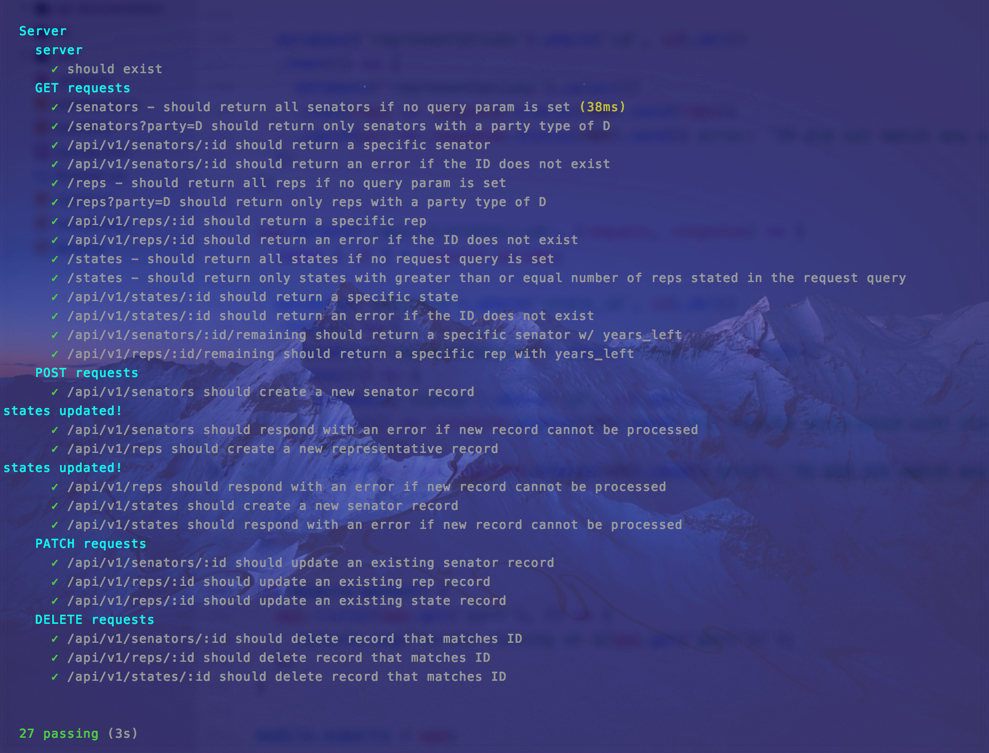 Server
server
✓ should exist
GET requests
✓ /senators – should return all senators if no query param is set (38ms)
✓ /senators?party=D should return only senators with a party type of D
✓ /api/v1/senators/:id should return a specific senator
✓ /api/v1/senators/:id should return an error if the ID does not exist
✓ /reps – should return all reps if no query param is set
✓ /reps?party=D should return only reps with a party type of D
✓ /api/v1/reps/:id should return a specific rep
✓ /api/v1/reps/:id should return an error if the ID does not exist
✓ /states – should return all states if no request query is set
✓ /states – should return only states with greater than or equal number of reps stated in the request query
✓ /api/v1/states/:id should return a specific state
✓ /api/v1/states/:id should return an error if the ID does not exist
✓ /api/v1/senators/:id/remaining should return a specific senator w/ years_left
✓ /api/v1/reps/:id/remaining should return a specific rep with years_left
POST requests
✓ /api/v1/senators should create a new senator record
states updated!
✓ /api/v1/senators should respond with an error if new record cannot be processed
✓ /api/v1/reps should create a new representative record
states updated!
✓ /api/v1/reps should respond with an error if new record cannot be processed
✓ /api/v1/states should create a new senator record
✓ /api/v1/states should respond with an error if new record cannot be processed
PATCH requests
✓ /api/v1/senators/:id should update an existing senator record
✓ /api/v1/reps/:id should update an existing rep record
✓ /api/v1/reps/:id should update an existing state record
DELETE requests
✓ /api/v1/senators/:id should delete record that matches ID
✓ /api/v1/reps/:id should delete record that matches ID
✓ /api/v1/states/:id should delete record that matches ID
27 passing (3s)